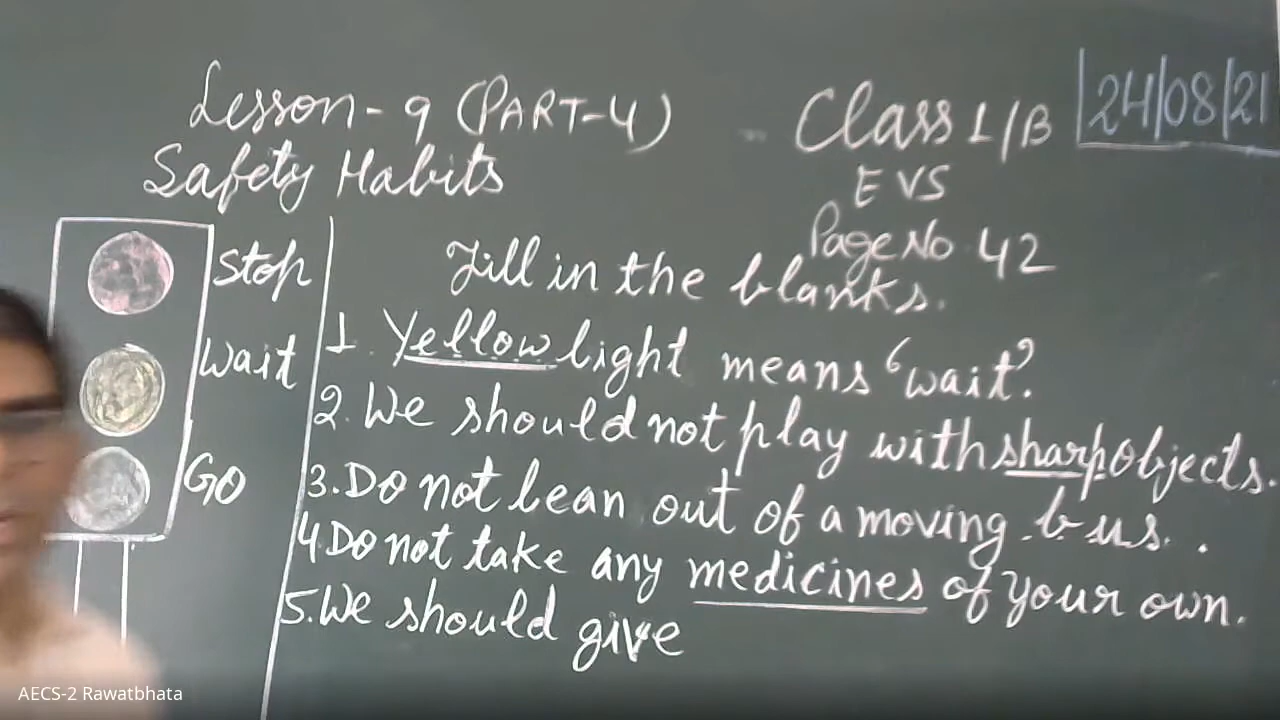 Lesson - 9 (PART-4)
Safety Habits
Class 1/B
24/08/21
EVS
Page No. 42
Stop
Wait
GO
Fill in the blanks.
1. Yellow light means 'wait'.
2. We should not play with sharp objects.
3. Do not lean out of a moving bus.
4. Do not take any medicines of your own.
5. We should give
AECS-2 Rawatbhata